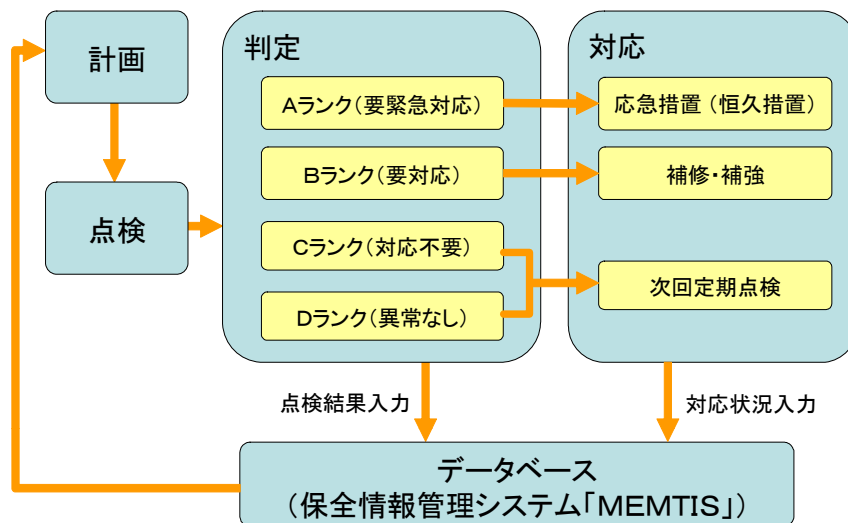 計画
点検
判定
Aランク(要緊急対応)
Bランク(要対応)
Cランク(対応不要)
Dランク(異常なし)
対応
応急措置(恒久措置)
補修・補強
次回定期点検
点検結果入力
対応状況入力
データベース
(保全情報管理システム「MEMTIS」)